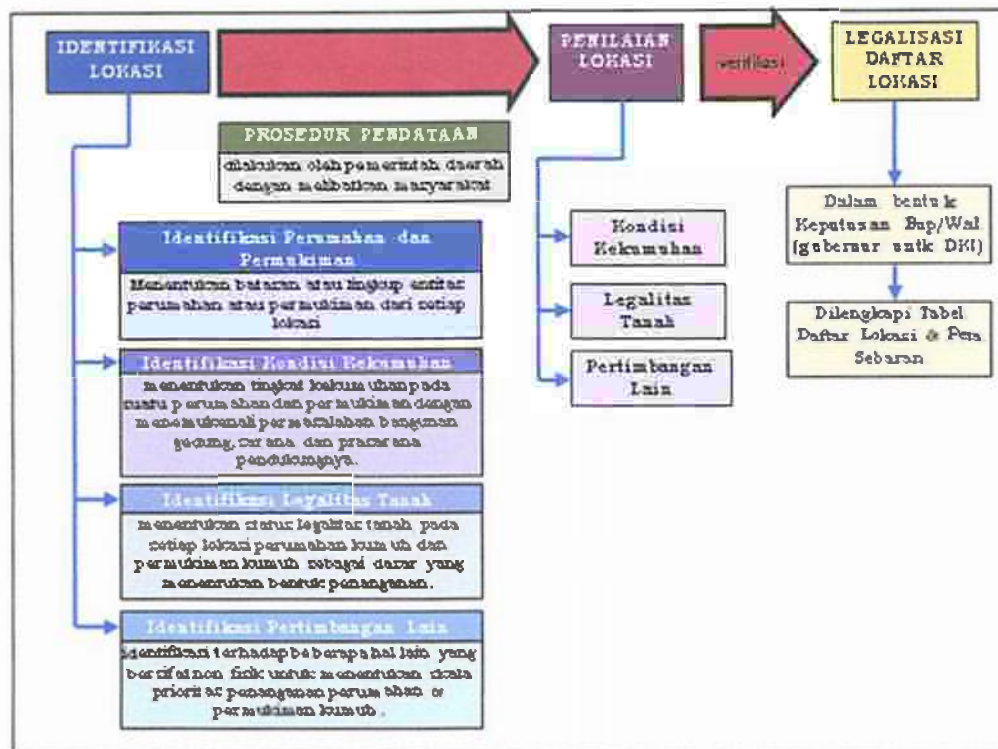 IDENTIFIKASI
LOKASI
PENILAIAN
LOKASI
verifikasi
LEGALISASI
DAFTAR
LOKASI
PROSEDUR PENDATAAN
dilakukan oleh pemerintah daerah
dengan melibatkan masyarakat
Identifikasi Perumahan dan
Permukiman
Menentukan batasan atau lingkup entitas
perumahan atau permukiman dari setiap
lokasi
Identifikasi Kondisi Kekumuhan
menentukan tingkat kekumuhan pada
suatu perumahan dan permukiman dengan
menemukenali permasalahan bangunan
gedung, sarana dan prasarana
pendukungnya.
Identifikasi Legalitas Tanah
menentukan status legalitas tanah pada
setiap lokasi perumahan kumuh dan
permukiman kumuh sebagai dasar yang
menentukan bentuk penanganan.
Identifikasi Pertimbangan Lain
identifikasi terhadap beberapa hal lain yang
bersifat non fisik untuk menentukan skala
prioritas penanganan perumahan &
permukiman kumuh.
Kondisi
Kekumuhan
Legalitas
Tanah
Pertimbangan
Lain
Dalam bentuk
Keputusan Bup/Wal
(gubernur untk DKI)
Dilengkapi Tabel
Daftar Lokasi & Peta
Sebaran